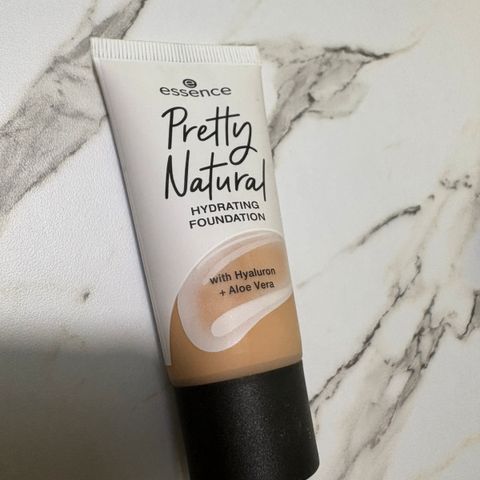 essence
Pretty
Natural
HYDRATING
FOUNDATION
with Hyaluron
+ Aloe Vera